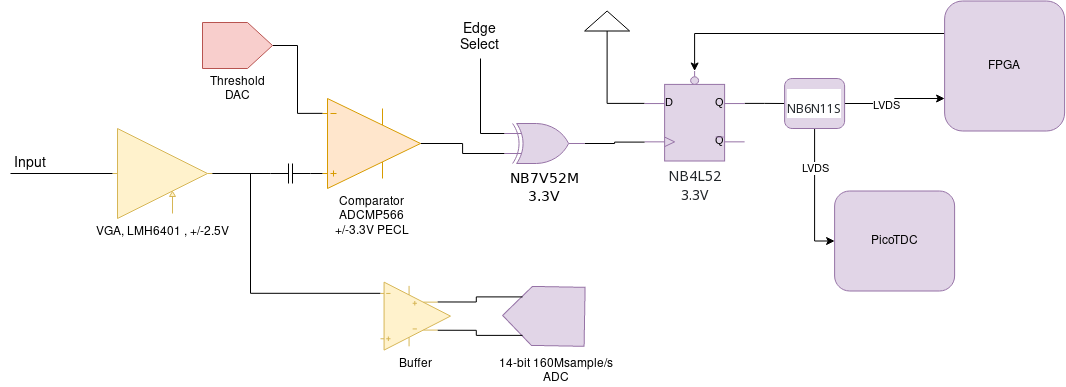 Edge
Select
Threshold
DAC
Input
VGA, LMH6401 , +/-2.5V
−
+
Comparator
ADCMP566
+/-3.3V PECL
NB7V52M
3.3V
D
Q
Q
NB4L52
3.3V
NB6N11S
LVDS
LVDS
FPGA
PicoTDC
−
+
+
−
Buffer
14-bit 160Msample/s
ADC